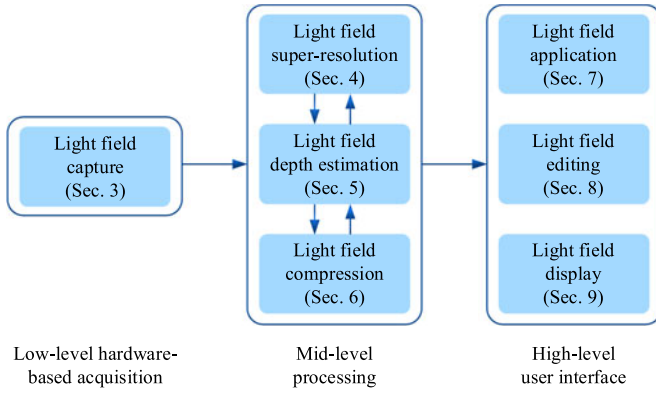 Light field
capture
(Sec. 3)
Light field
super-resolution
(Sec. 4)
Light field
depth estimation
(Sec. 5)
Light field
compression
(Sec. 6)
Light field
application
(Sec. 7)
Light field
editing
(Sec. 8)
Light field
display
(Sec. 9)
Low-level hardware-
based acquisition
Mid-level
processing
High-level
user interface